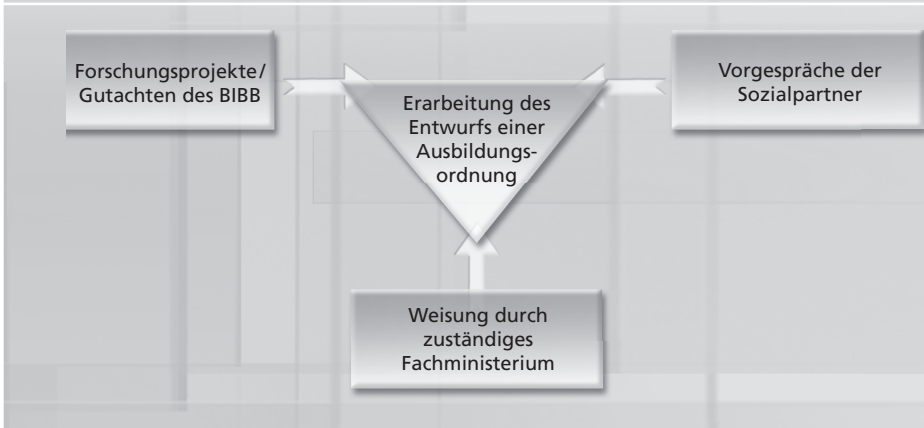 Forschungsprojekte/
Gutachten des BIBB
Vorgespräche der
Sozialpartner
Erarbeitung des
Entwurfs einer
Ausbildungs-
ordnung
Weisung durch
zuständiges
Fachministerium